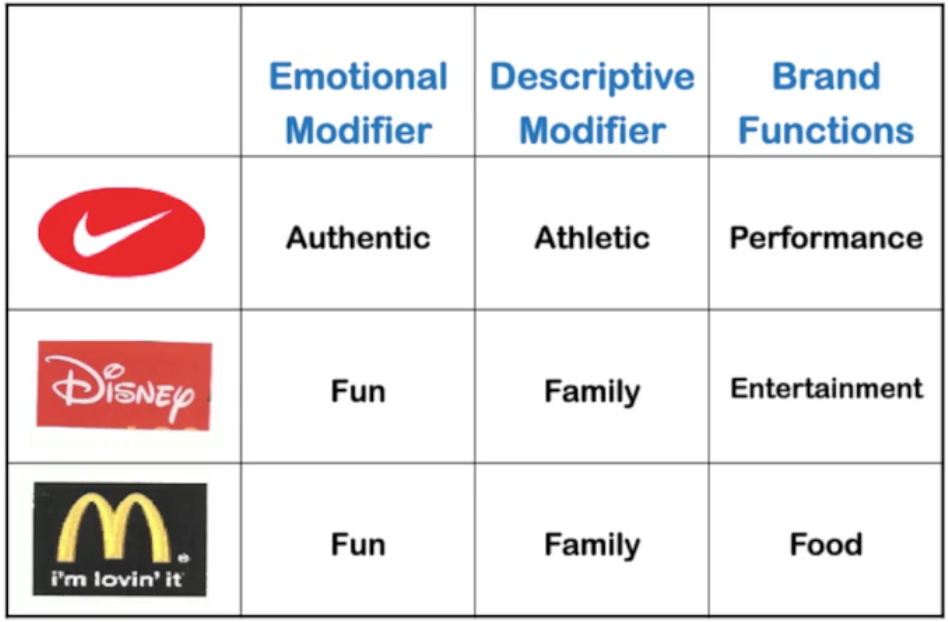 Emotional Modifier
Descriptive Modifier
Brand Functions
Authentic
Athletic
Performance
Disney
Fun
Family
Entertainment
M
i'm lovin' it
Fun
Family
Food